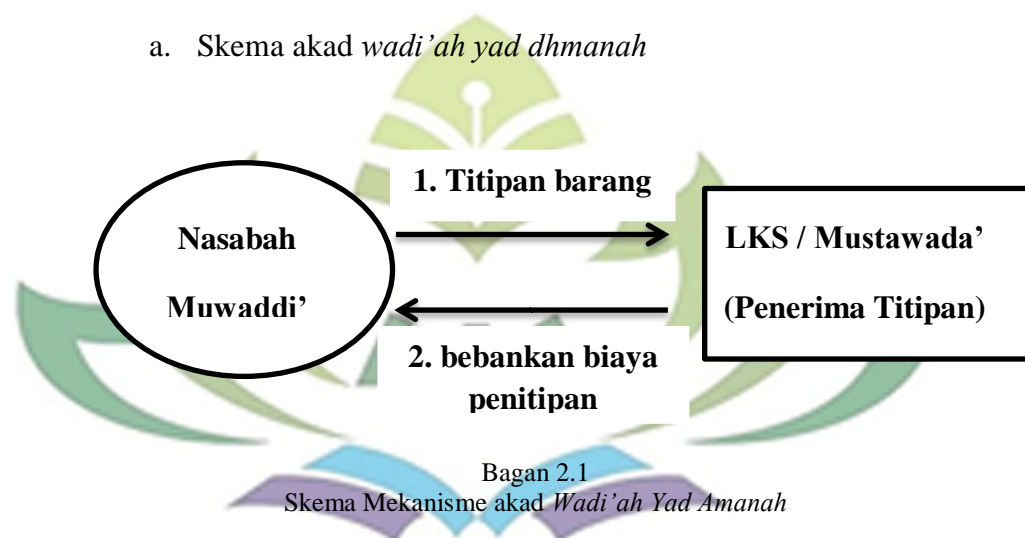 a. Skema akad wadi’ah yad dhmanah
1. Titipan barang
Nasabah
Muwaddi’
LKS / Mustawada’
(Penerima Titipan)
2. bebankan biaya
penitipan
Bagan 2.1
Skema Mekanisme akad Wadi’ah Yad Amanah